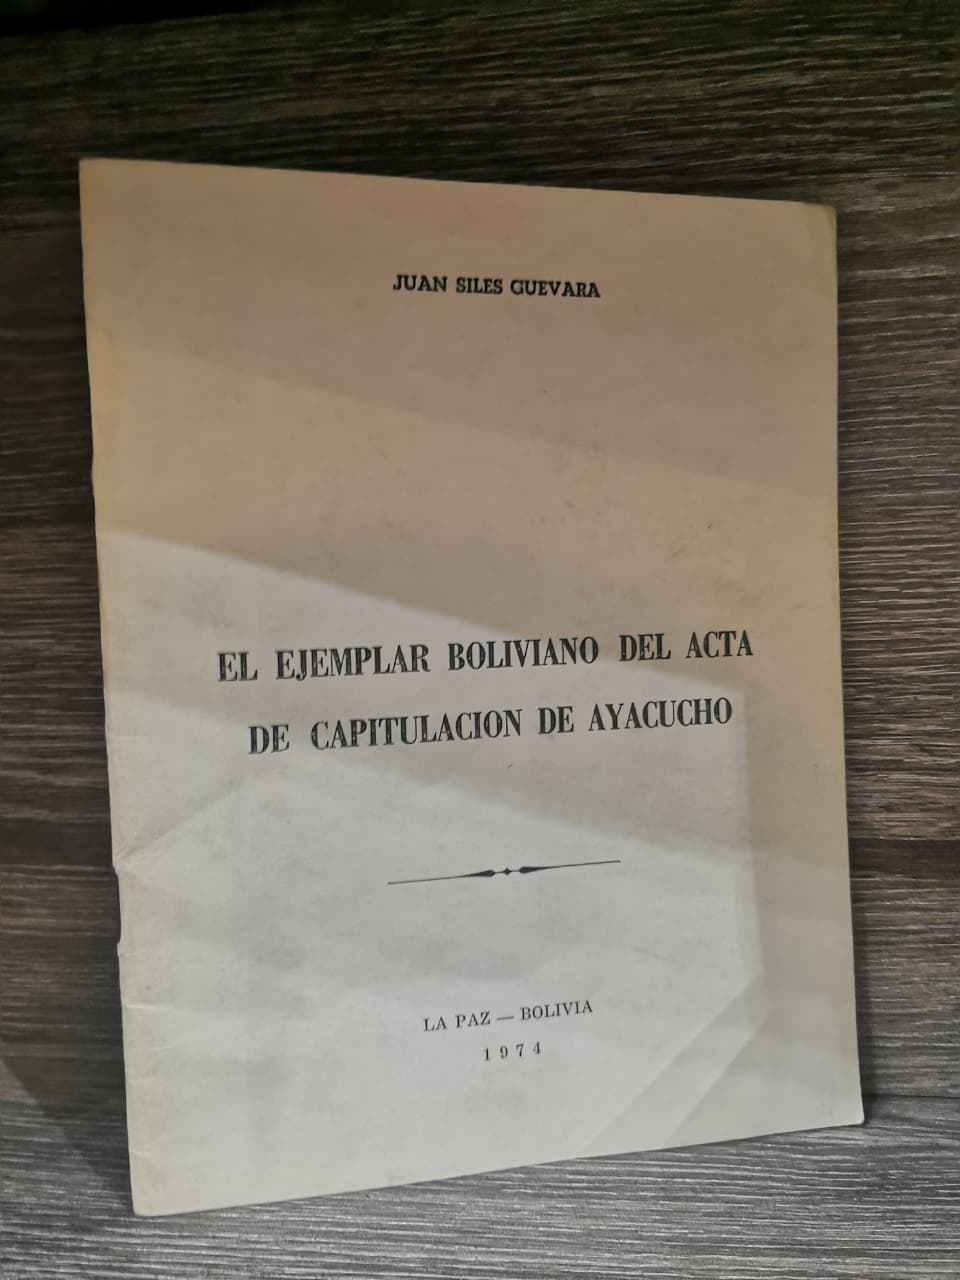 JUAN SILES GUEVARA
EL EJEMPLAR BOLIVIANO DEL ACTA
DE CAPITULACION DE AYACUCHO
LA PAZ — BOLIVIA
1974